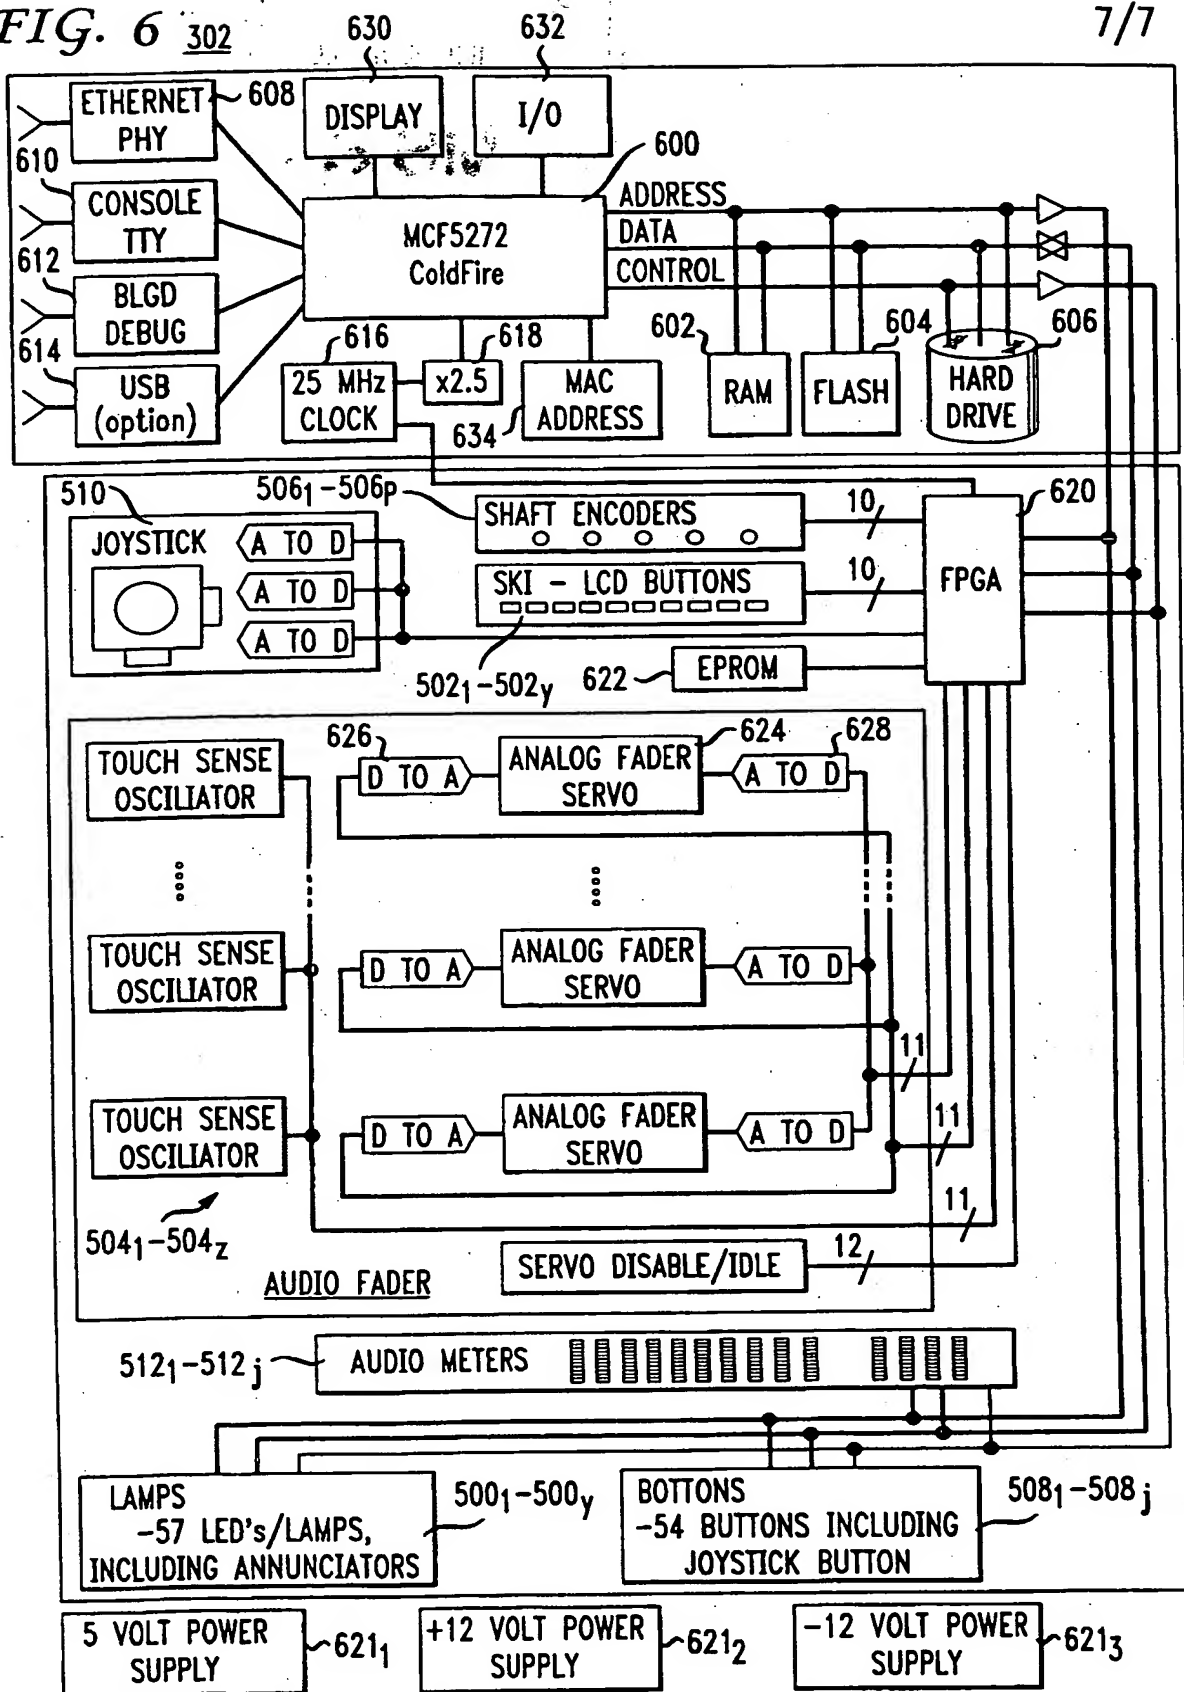 FIG. 6 302
7/7
630
632
ETHERNET
PHY
608
DISPLAY
I/O
610
600
CONSOLE
TTY
MCF5272
ColdFire
ADDRESS
DATA
CONTROL
612
BLGD
DEBUG
614
616
618
602
604
606
USB
(option)
25 MHz
CLOCK
x2.5
MAC
ADDRESS
634
RAM
FLASH
HARD
DRIVE
510
506₁-506p
620
JOYSTICK
A TO D
A TO D
A TO D
SHAFT ENCODERS
10
SKI - LCD BUTTONS
10
FPGA
502₁-502y
622
EPROM
TOUCH SENSE
OSCILIATOR
626
D TO A
ANALOG FADER
SERVO
624
628
A TO D
TOUCH SENSE
OSCILIATOR
D TO A
ANALOG FADER
SERVO
A TO D
11
TOUCH SENSE
OSCILIATOR
D TO A
ANALOG FADER
SERVO
A TO D
11
11
504₁-504z
12
SERVO DISABLE/IDLE
AUDIO FADER
512₁-512j
AUDIO METERS
LAMPS
-57 LED's/LAMPS,
INCLUDING ANNUNCIATORS
500₁-500y
BOTTONS
-54 BUTTONS INCLUDING
JOYSTICK BUTTON
508₁-508j
5 VOLT POWER
SUPPLY
621₁
+12 VOLT POWER
SUPPLY
621₂
-12 VOLT POWER
SUPPLY
621₃